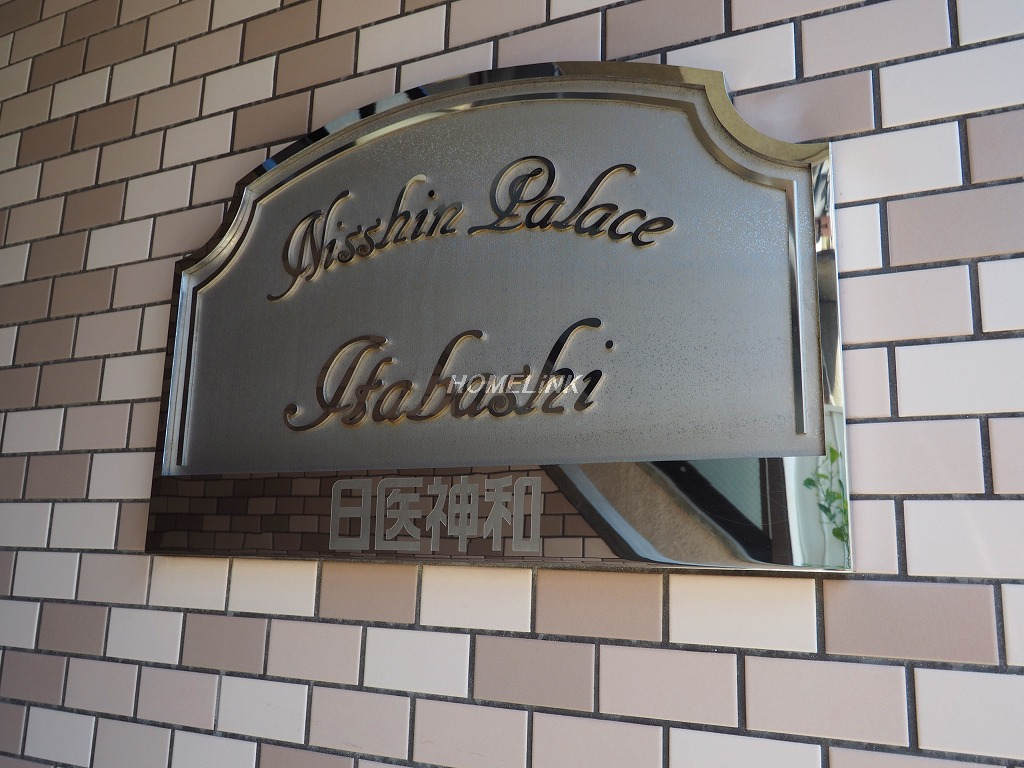 Nisshin Palace
Itabashi
HOMELiNK
日医神和